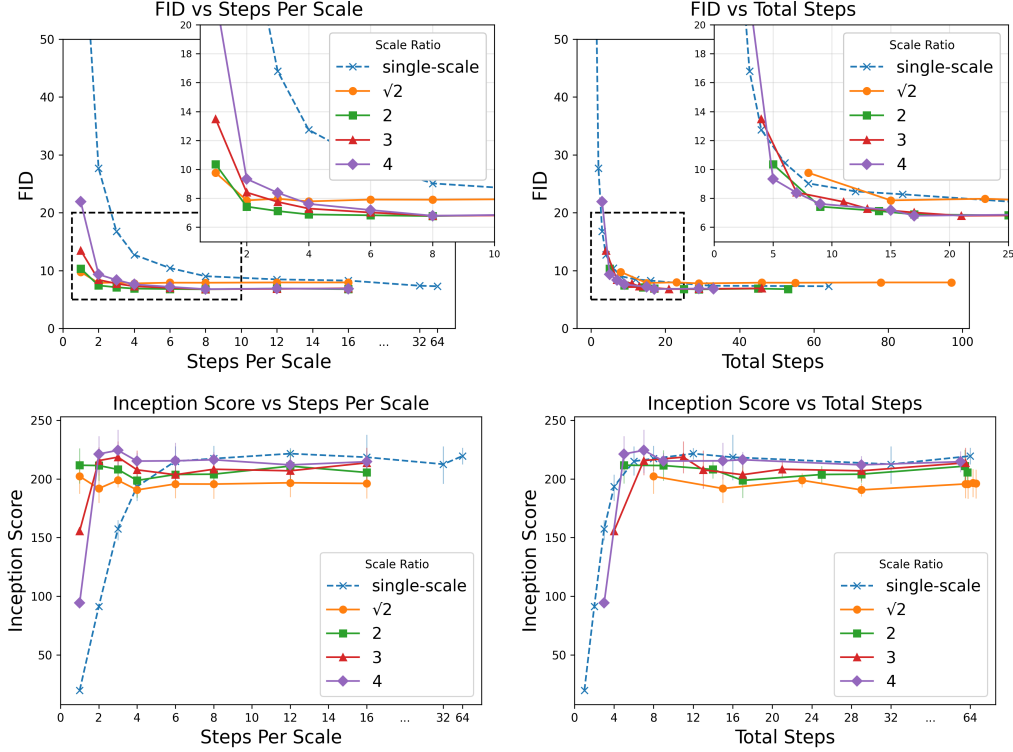 FID vs Steps Per Scale
50
40
30
20
10
0
FID
0 2 4 6 8 10 12 14 16 ... 32 64
Steps Per Scale
20
18
16
14
12
10
8
6
2 4 6 8 10
Scale Ratio
single-scale
√2
2
3
4
FID vs Total Steps
50
40
30
20
10
0
FID
0 20 40 60 80 100
Total Steps
20
18
16
14
12
10
8
6
0 5 10 15 20 25
Scale Ratio
single-scale
√2
2
3
4
Inception Score vs Steps Per Scale
250
200
150
100
50
Inception Score
0 2 4 6 8 10 12 14 16 ... 32 64
Steps Per Scale
Scale Ratio
single-scale
√2
2
3
4
Inception Score vs Total Steps
250
200
150
100
50
Inception Score
0 4 8 12 16 20 24 28 32 ... 64
Total Steps
Scale Ratio
single-scale
√2
2
3
4